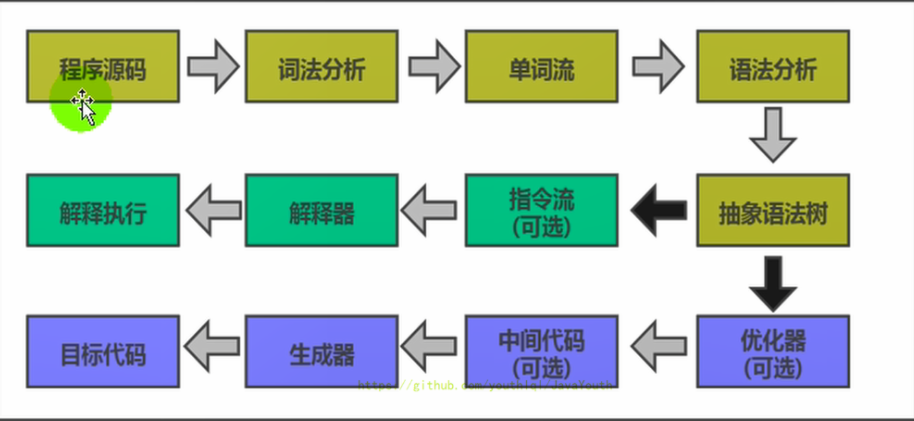 程序源码
词法分析
单词流
语法分析
解释执行
解释器
指令流
(可选)
抽象语法树
目标代码
生成器
中间代码
(可选)
优化器
(可选)
https://github.com/youthlql/JavaYouth